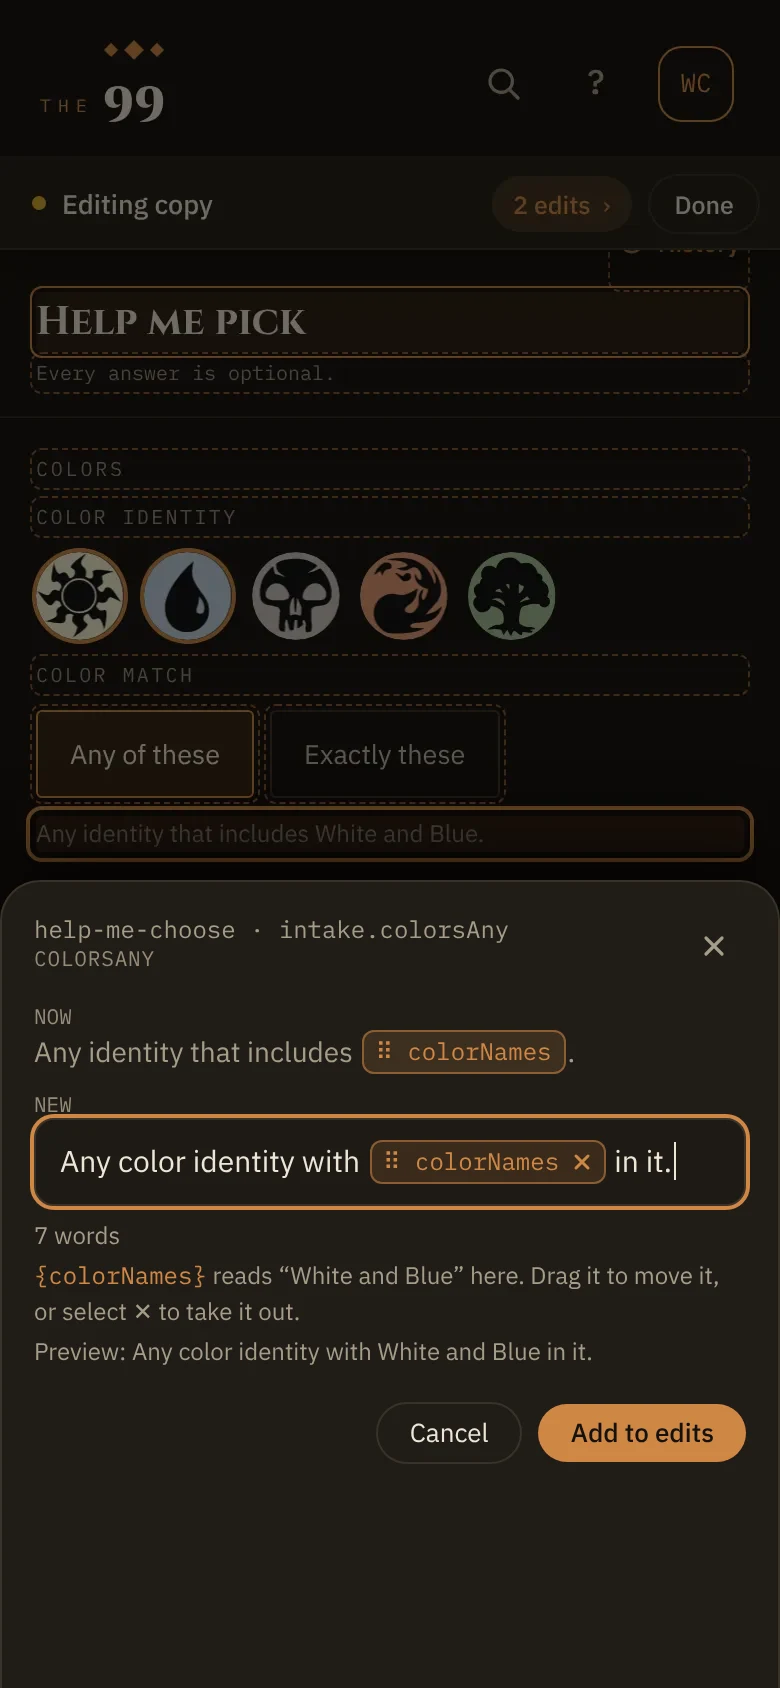 THE 99
?
WC
Editing copy
2 edits ›
Done
History
Help me pick
Every answer is optional.
COLORS
COLOR IDENTITY
COLOR MATCH
Any of these
Exactly these
Any identity that includes White and Blue.
help-me-choose · intake.colorsAny
COLORSANY
NOW
Any identity that includes ⠿ colorNames.
NEW
Any color identity with ⠿ colorNames ✕ in it.
7 words
{colorNames} reads “White and Blue” here. Drag it to move it,
or select ✕ to take it out.
Preview: Any color identity with White and Blue in it.
Cancel
Add to edits